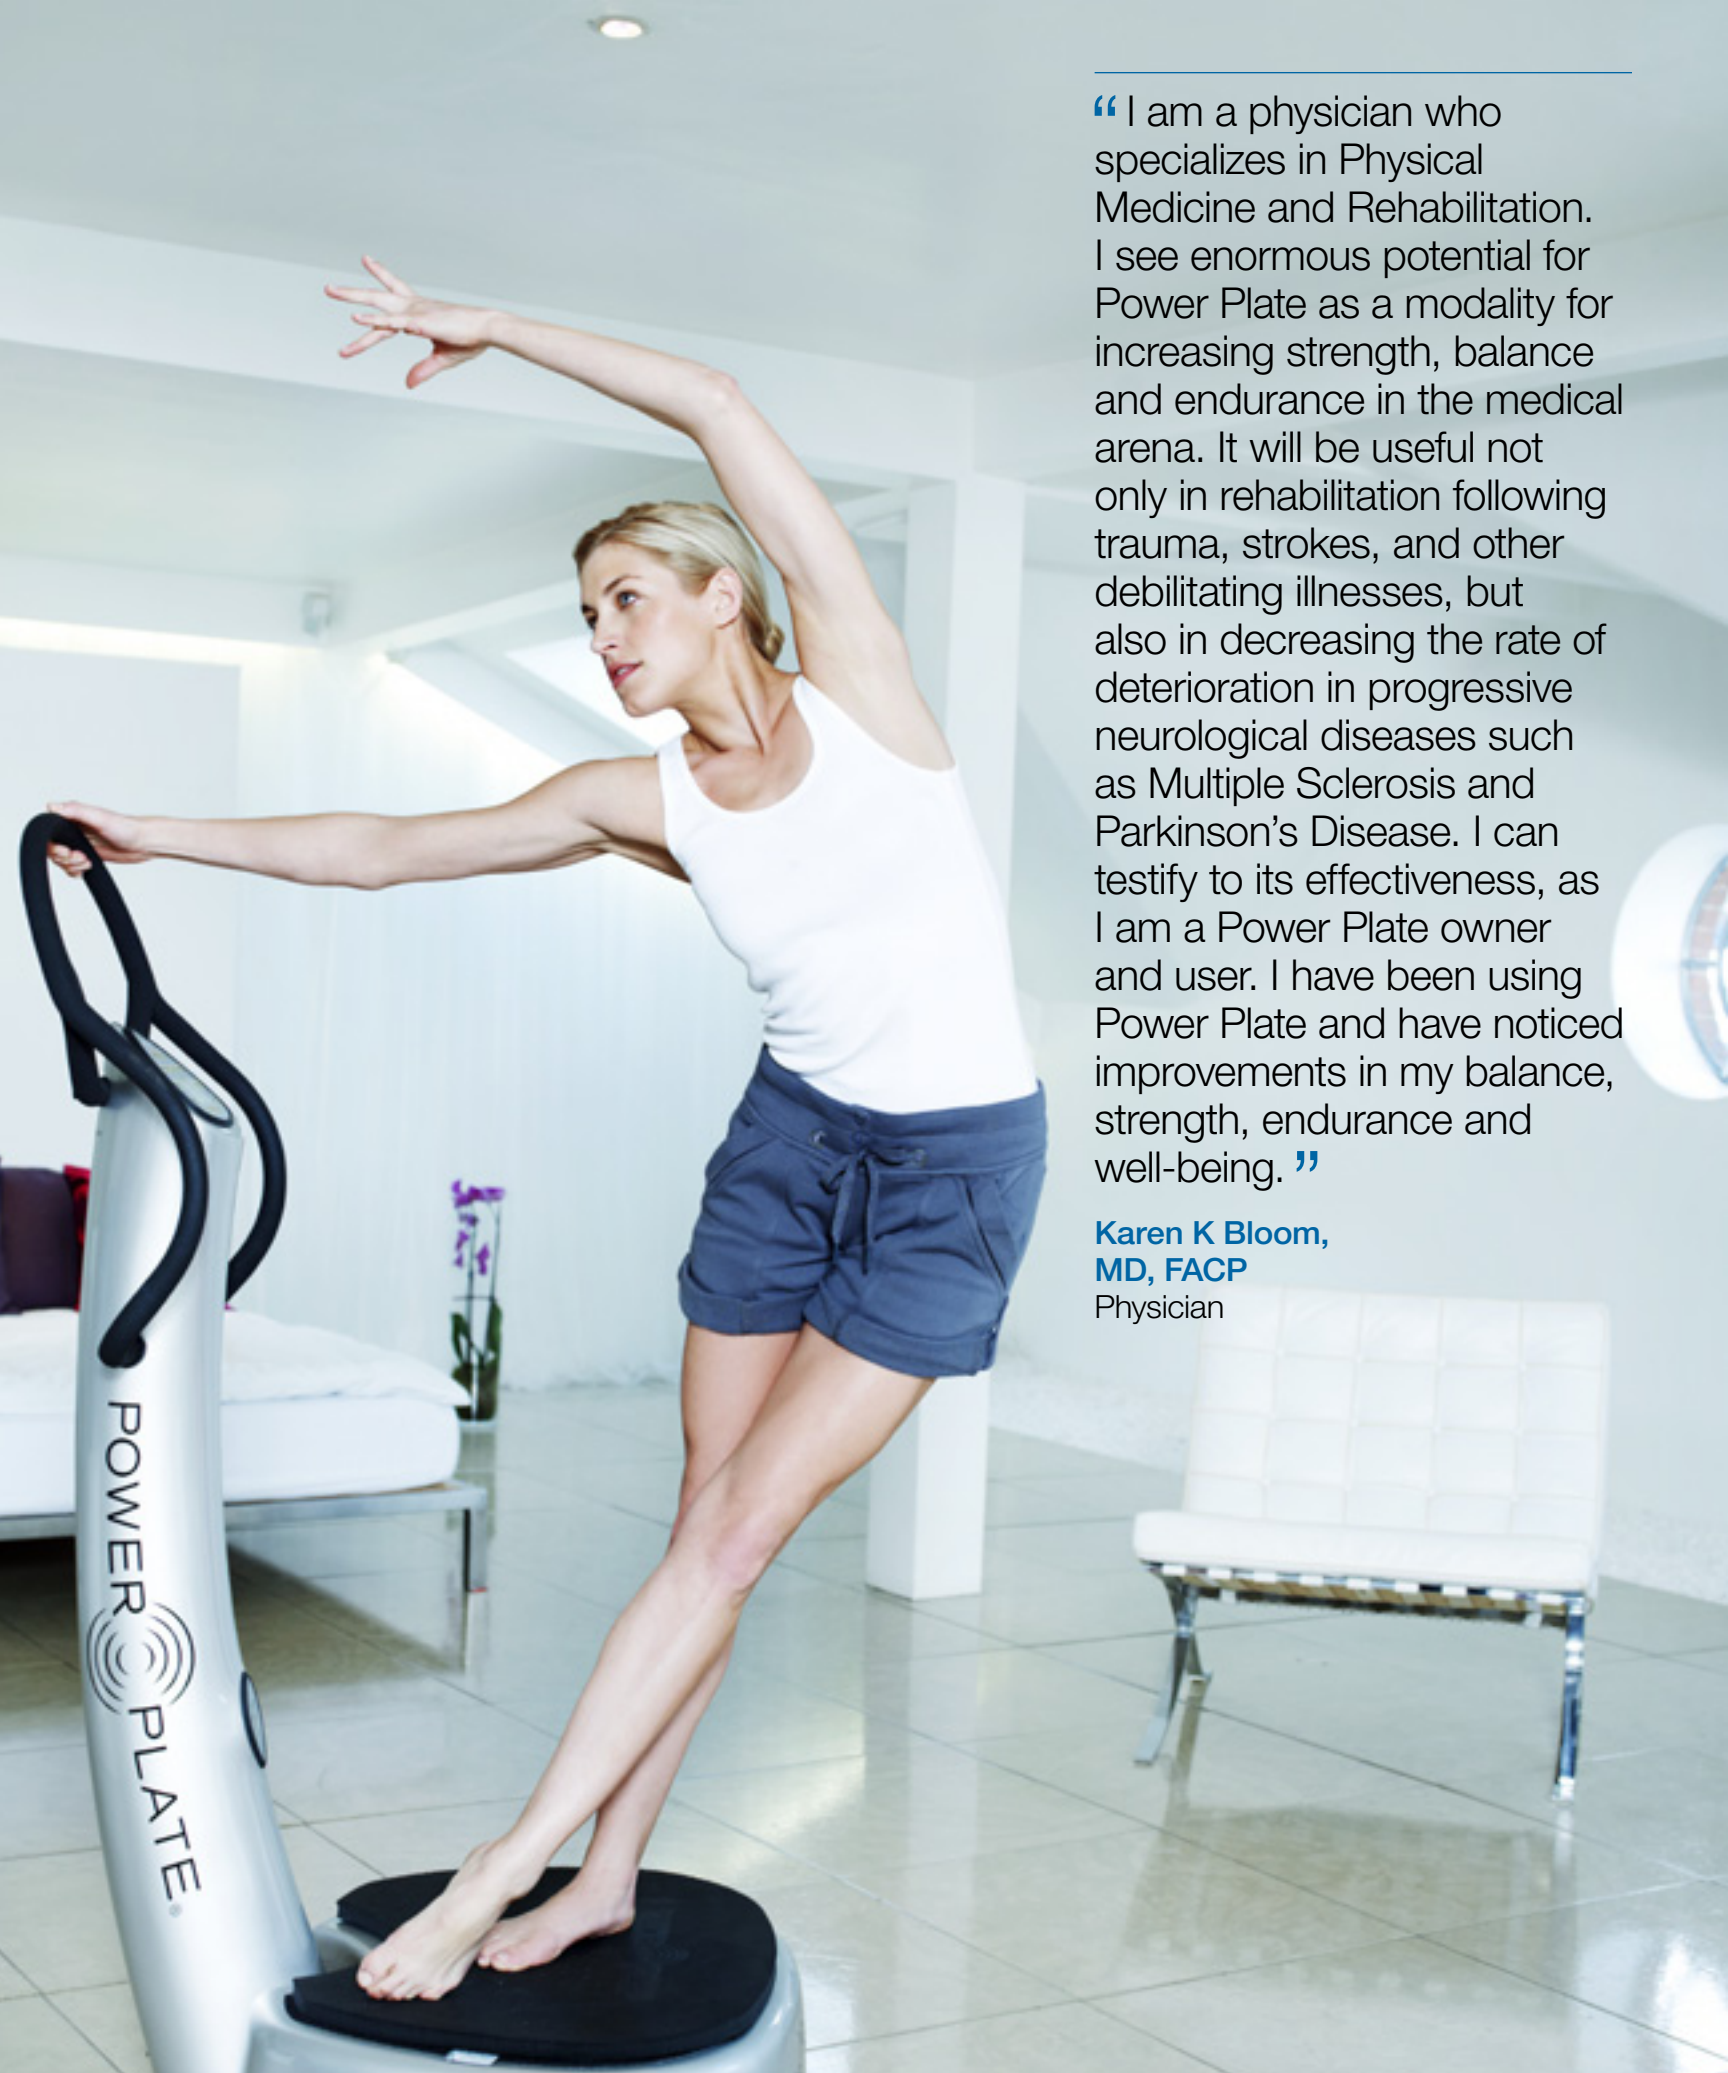 “ I am a physician who
specializes in Physical
Medicine and Rehabilitation.
I see enormous potential for
Power Plate as a modality for
increasing strength, balance
and endurance in the medical
arena. It will be useful not
only in rehabilitation following
trauma, strokes, and other
debilitating illnesses, but
also in decreasing the rate of
deterioration in progressive
neurological diseases such
as Multiple Sclerosis and
Parkinson’s Disease. I can
testify to its effectiveness, as
I am a Power Plate owner
and user. I have been using
Power Plate and have noticed
improvements in my balance,
strength, endurance and
well-being. ”
Karen K Bloom,
MD, FACP
Physician
POWER PLATE®